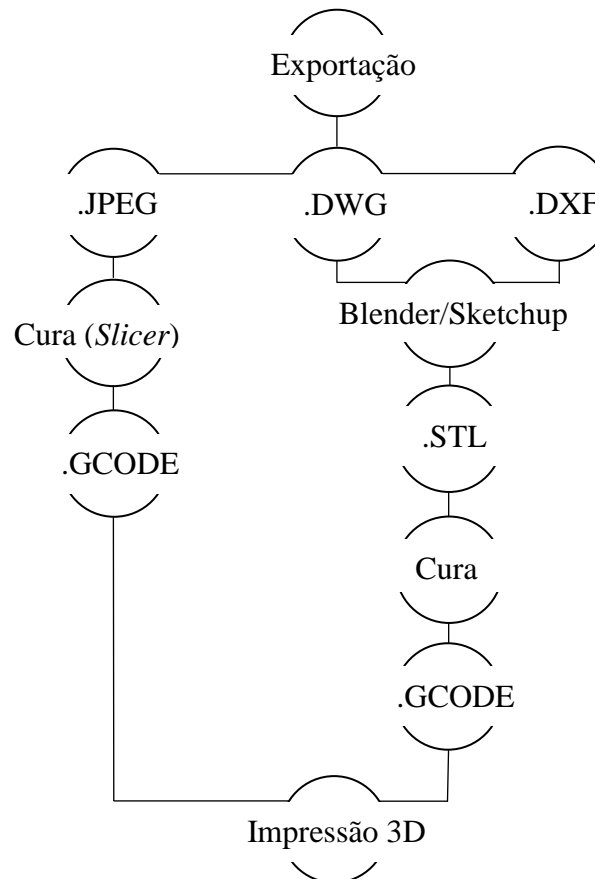 Exportação
.JPEG
.DWG
.DXF
Cura (Slicer)
Blender/Sketchup
.GCODE
.STL
Cura
.GCODE
Impressão 3D